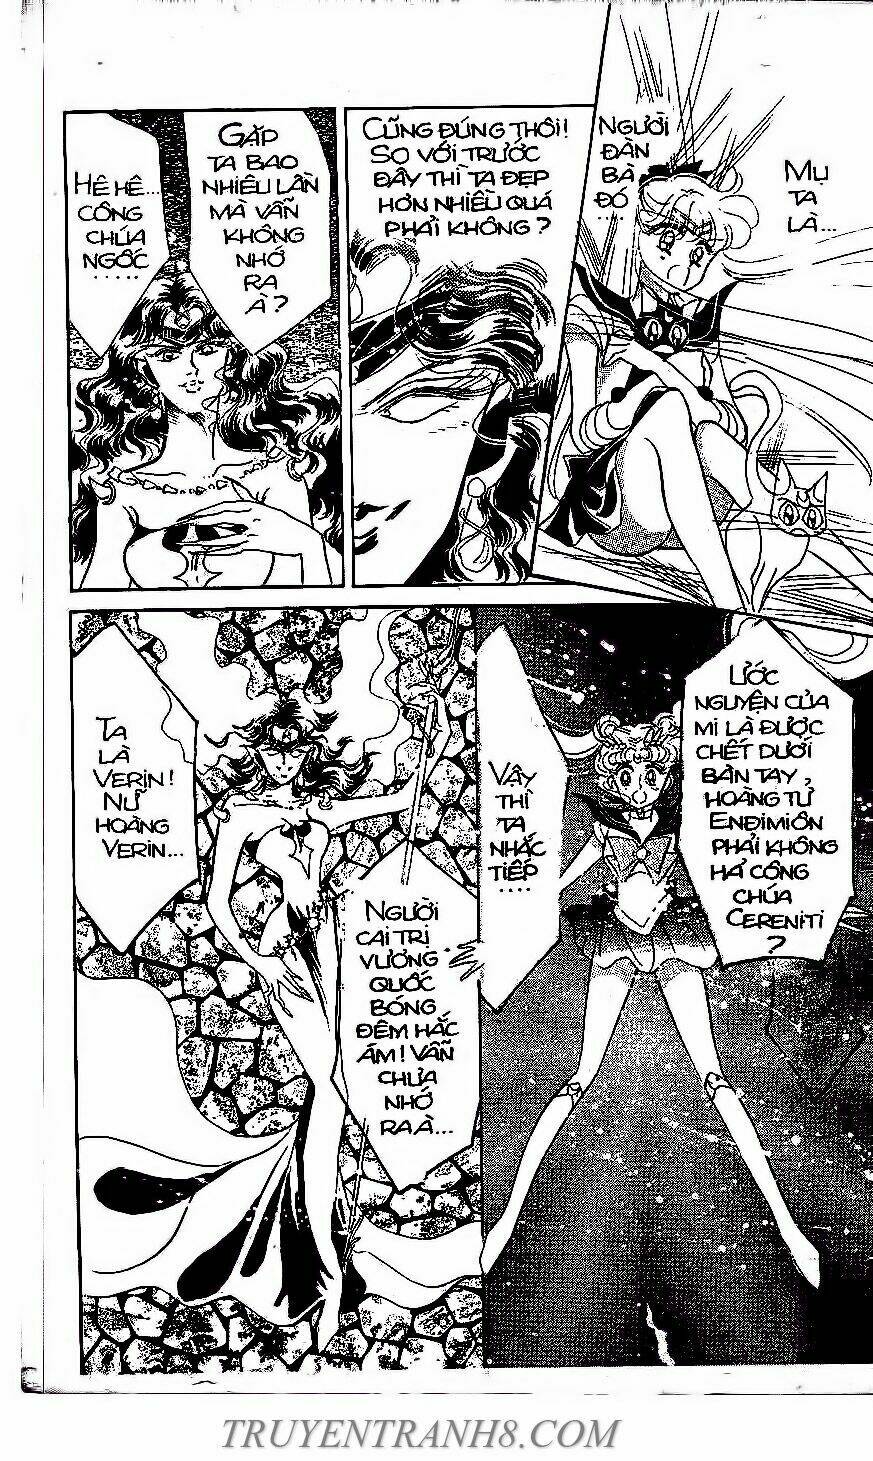 MỤ
TA
LÀ...
NGƯỜI
ĐÀN
BÀ
ĐÓ
...
CŨNG ĐÚNG THÔI!
SO VỚI TRƯỚC
ĐÂY THÌ TA ĐẸP
HƠN NHIỀU QUÁ
PHẢI KHÔNG?
GẶP
TA BAO
NHIÊU LẦN
MÀ VẪN
KHÔNG
NHỚ
RA
À?
HÊ HÊ...
CÔNG
CHÚA
NGỐC
.....
ƯỚC
NGUYỆN CỦA
MI LÀ ĐƯỢC
CHẾT DƯỚI
BÀN TAY,
HOÀNG TỬ
ENĐIMIÔN
PHẢI KHÔNG
HẢ CÔNG
CHÚA
CERENITI
?
VẬY
THÌ
TA
NHẮC
TIẾP
....
TA
LÀ
VERIN!
NỮ
HOÀNG
VERIN...
NGƯỜI
CAI TRỊ
VƯƠNG
QUỐC
BÓNG
ĐÊM HẮC
ÁM! VẪN
CHƯA
NHỚ
RA À...
TRUYENTRANH8.COM